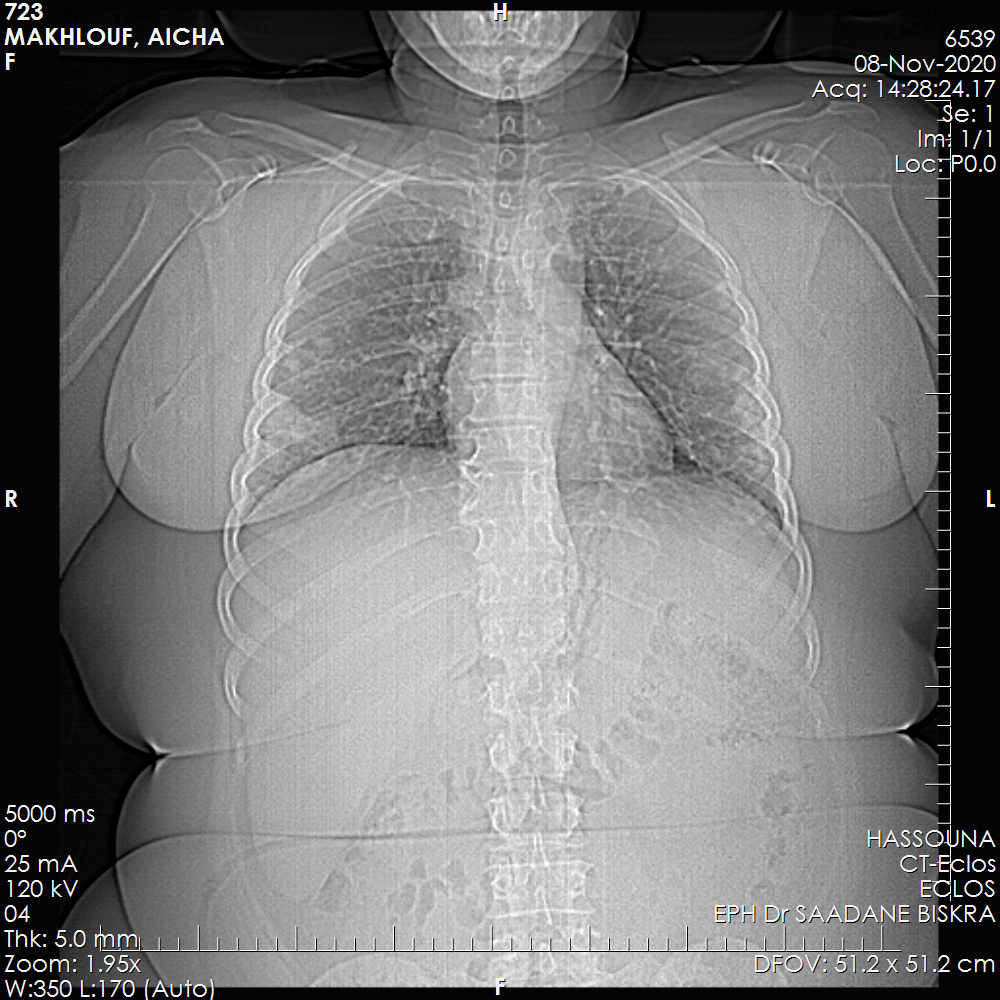 723
MAKHLOUF, AICHA
F
H
6539
08-Nov-2020
Acq: 14:28:24.17
Se: 1
Im: 1/1
Loc: P0.0
R
L
5000 ms
0°
25 mA
120 kV
04
Thk: 5.0 mm
Zoom: 1.95x
W:350 L:170 (Auto)
F
HASSOUNA
CT-Eclos
ECLOS
EPH Dr SAADANE BISKRA
DFOV: 51.2 x 51.2 cm